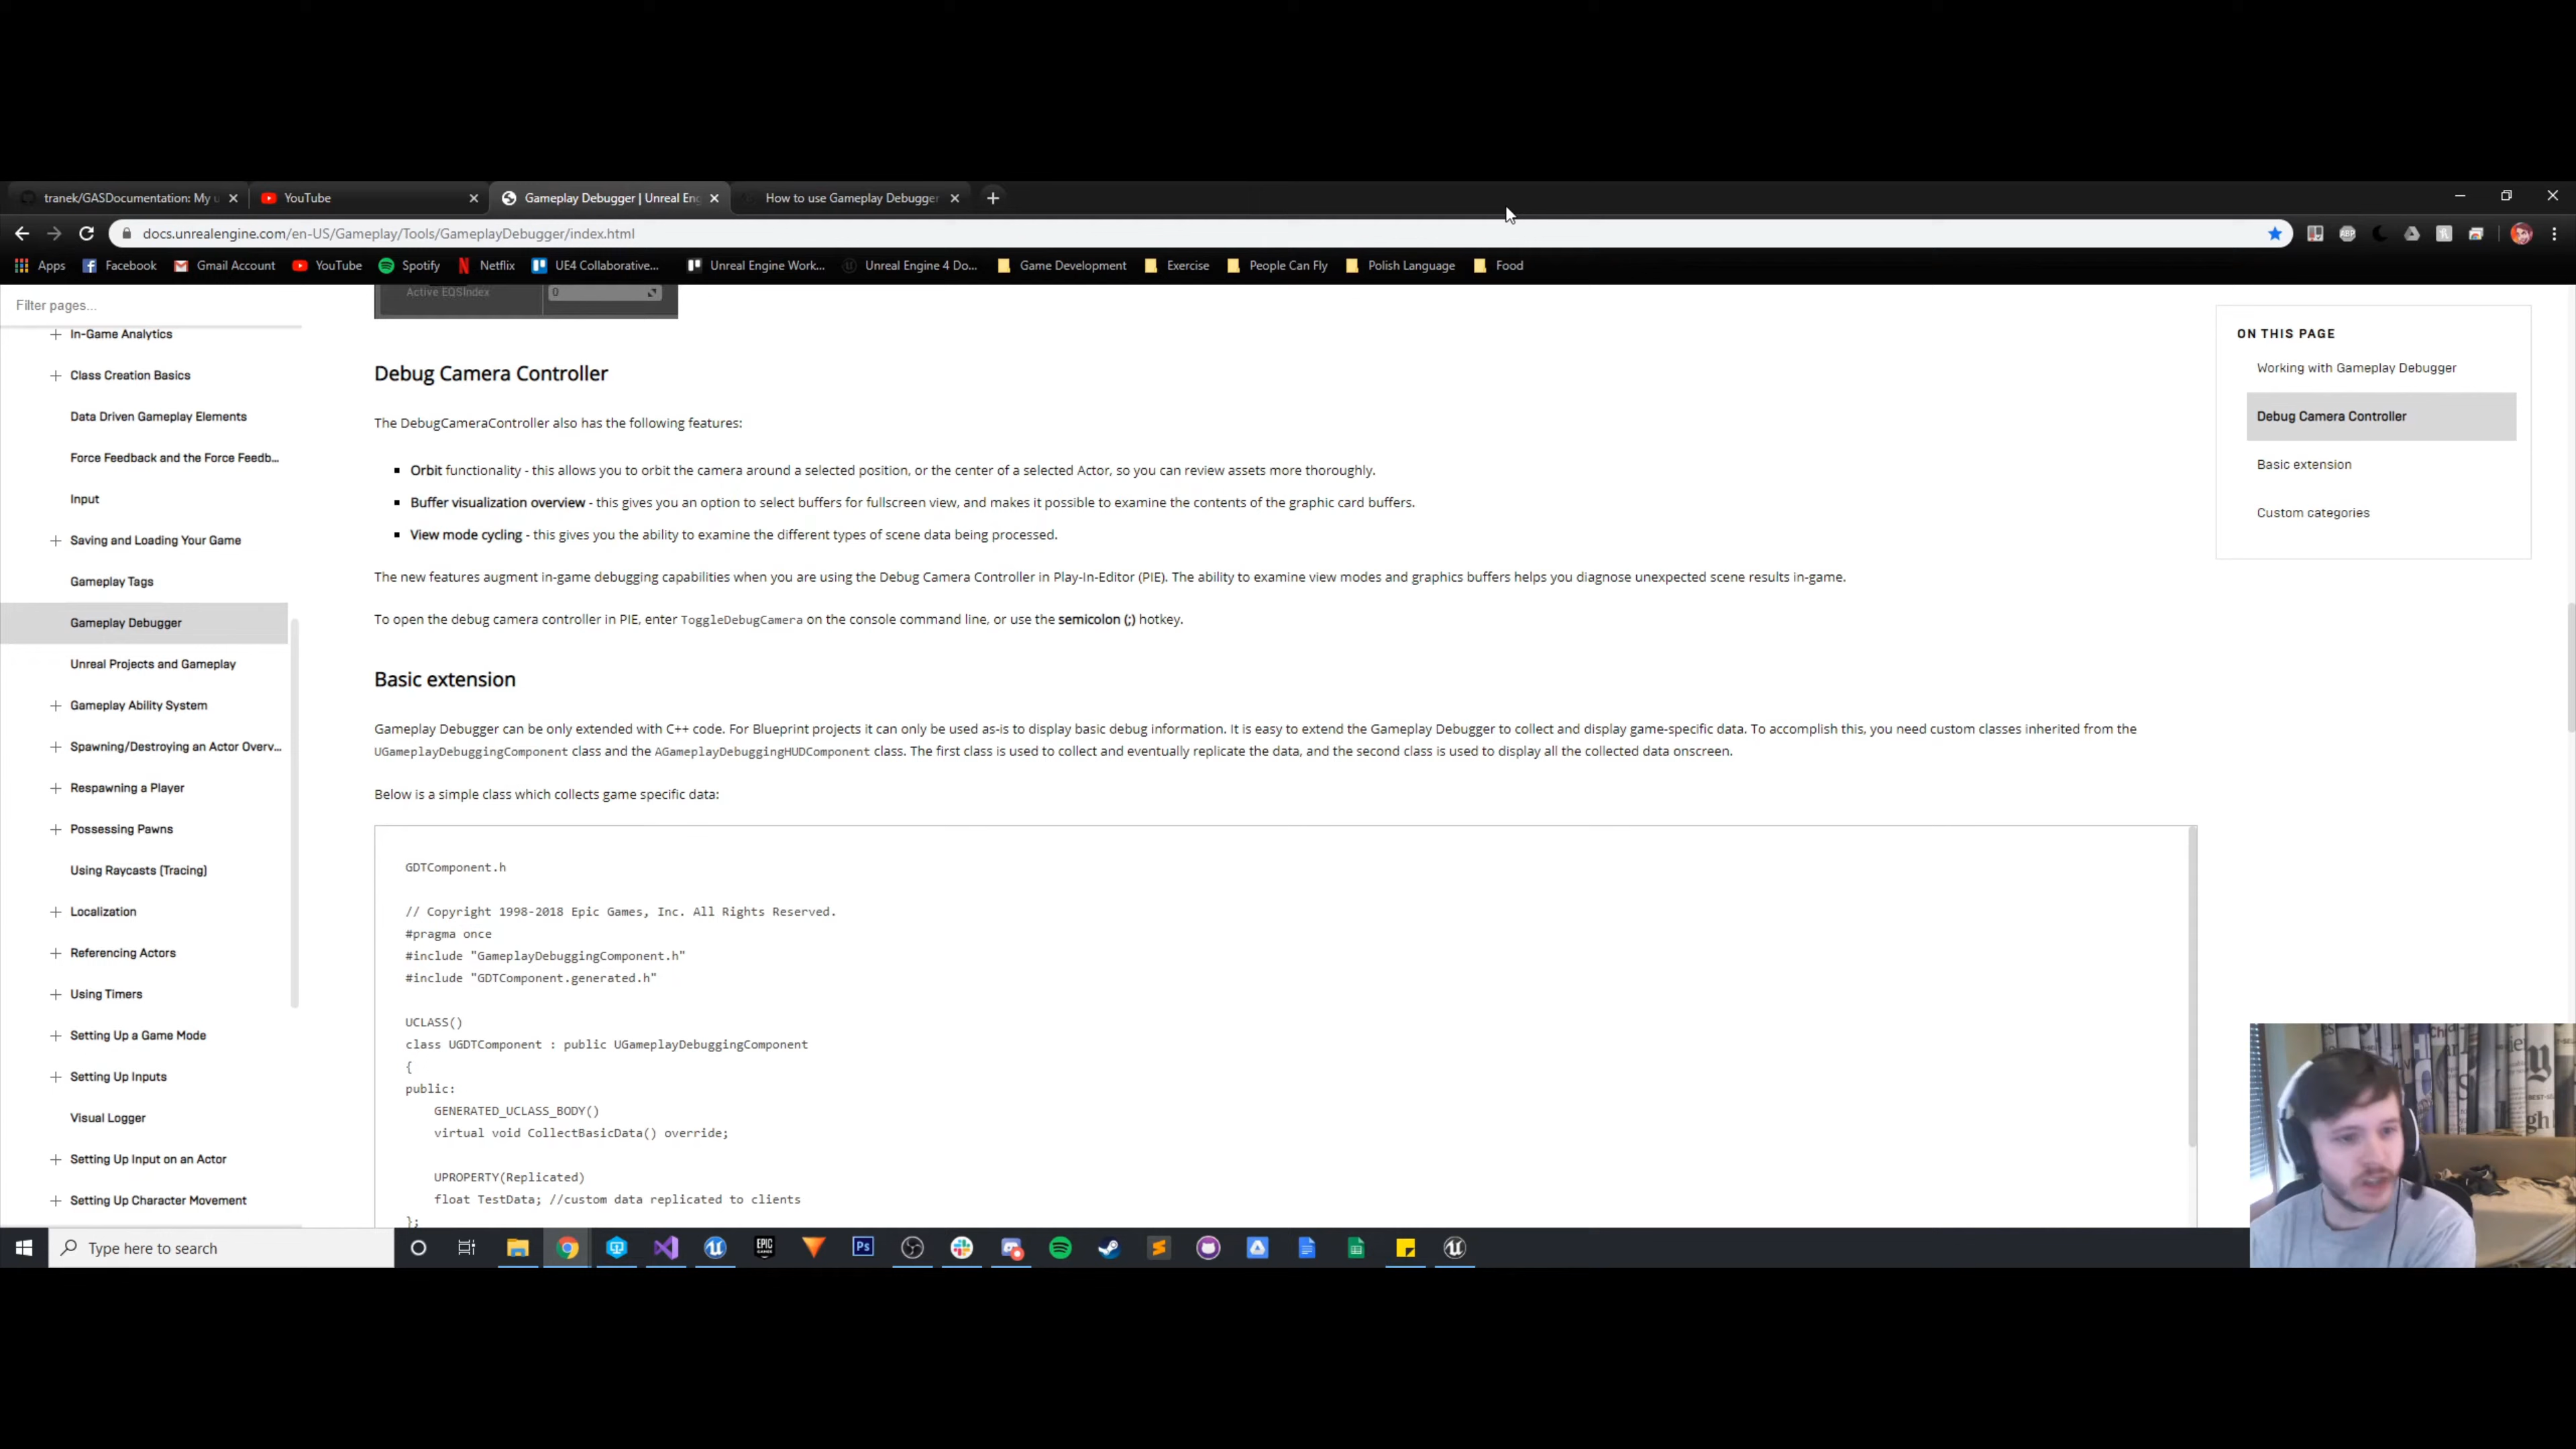 tranek/GASDocumentation: My u
YouTube
Gameplay Debugger | Unreal Eng
How to use Gameplay Debugger
docs.unrealengine.com/en-US/Gameplay/Tools/GameplayDebugger/index.html
ABP
Apps
Facebook
Gmail Account
YouTube
Spotify
Netflix
UE4 Collaborative...
Unreal Engine Work...
Unreal Engine 4 Do...
Game Development
Exercise
People Can Fly
Polish Language
Food
Filter pages...
In-Game Analytics
Class Creation Basics
Data Driven Gameplay Elements
Force Feedback and the Force Feedb...
Input
Saving and Loading Your Game
Gameplay Tags
Gameplay Debugger
Unreal Projects and Gameplay
Gameplay Ability System
Spawning/Destroying an Actor Overv...
Respawning a Player
Possessing Pawns
Using Raycasts (Tracing)
Localization
Referencing Actors
Using Timers
Setting Up a Game Mode
Setting Up Inputs
Visual Logger
Setting Up Input on an Actor
Setting Up Character Movement
Active EQSIndex 0
Debug Camera Controller
The DebugCameraController also has the following features:
Orbit functionality - this allows you to orbit the camera around a selected position, or the center of a selected Actor, so you can review assets more thoroughly.
Buffer visualization overview - this gives you an option to select buffers for fullscreen view, and makes it possible to examine the contents of the graphic card buffers.
View mode cycling - this gives you the ability to examine the different types of scene data being processed.
The new features augment in-game debugging capabilities when you are using the Debug Camera Controller in Play-In-Editor (PIE). The ability to examine view modes and graphics buffers helps you diagnose unexpected scene results in-game.
To open the debug camera controller in PIE, enter ToggleDebugCamera on the console command line, or use the semicolon (;) hotkey.
Basic extension
Gameplay Debugger can be only extended with C++ code. For Blueprint projects it can only be used as-is to display basic debug information. It is easy to extend the Gameplay Debugger to collect and display game-specific data. To accomplish this, you need custom classes inherited from the
UGameplayDebuggingComponent class and the AGameplayDebuggingHUDComponent class. The first class is used to collect and eventually replicate the data, and the second class is used to display all the collected data onscreen.
Below is a simple class which collects game specific data:
GDTComponent.h
// Copyright 1998-2018 Epic Games, Inc. All Rights Reserved.
#pragma once
#include "GameplayDebuggingComponent.h"
#include "GDTComponent.generated.h"
UCLASS()
class UGDTComponent : public UGameplayDebuggingComponent
{
public:
GENERATED_UCLASS_BODY()
virtual void CollectBasicData() override;
UPROPERTY(Replicated)
float TestData; //custom data replicated to clients
};
ON THIS PAGE
Working with Gameplay Debugger
Debug Camera Controller
Basic extension
Custom categories
Type here to search
EPIC
Ps